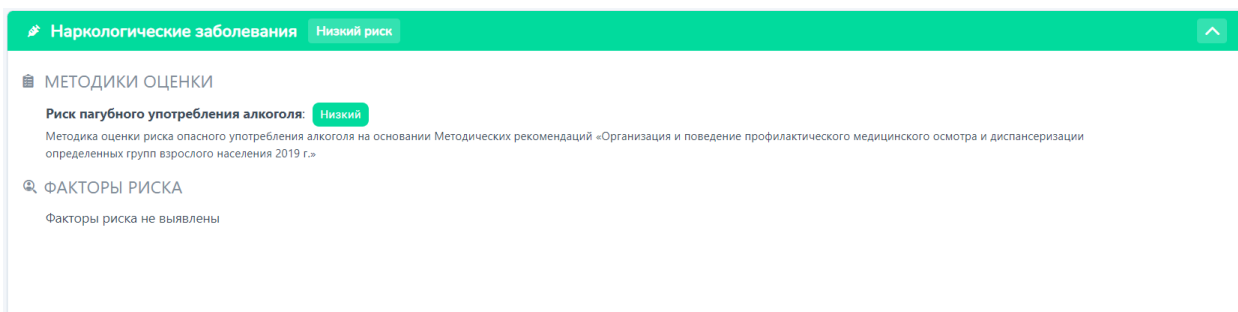 Наркологические заболевания Низкий риск
МЕТОДИКИ ОЦЕНКИ
Риск пагубного употребления алкоголя: Низкий
Методика оценки риска опасного употребления алкоголя на основании Методических рекомендаций «Организация и поведение профилактического медицинского осмотра и диспансеризации
определенных групп взрослого населения 2019 г.»
ФАКТОРЫ РИСКА
Факторы риска не выявлены